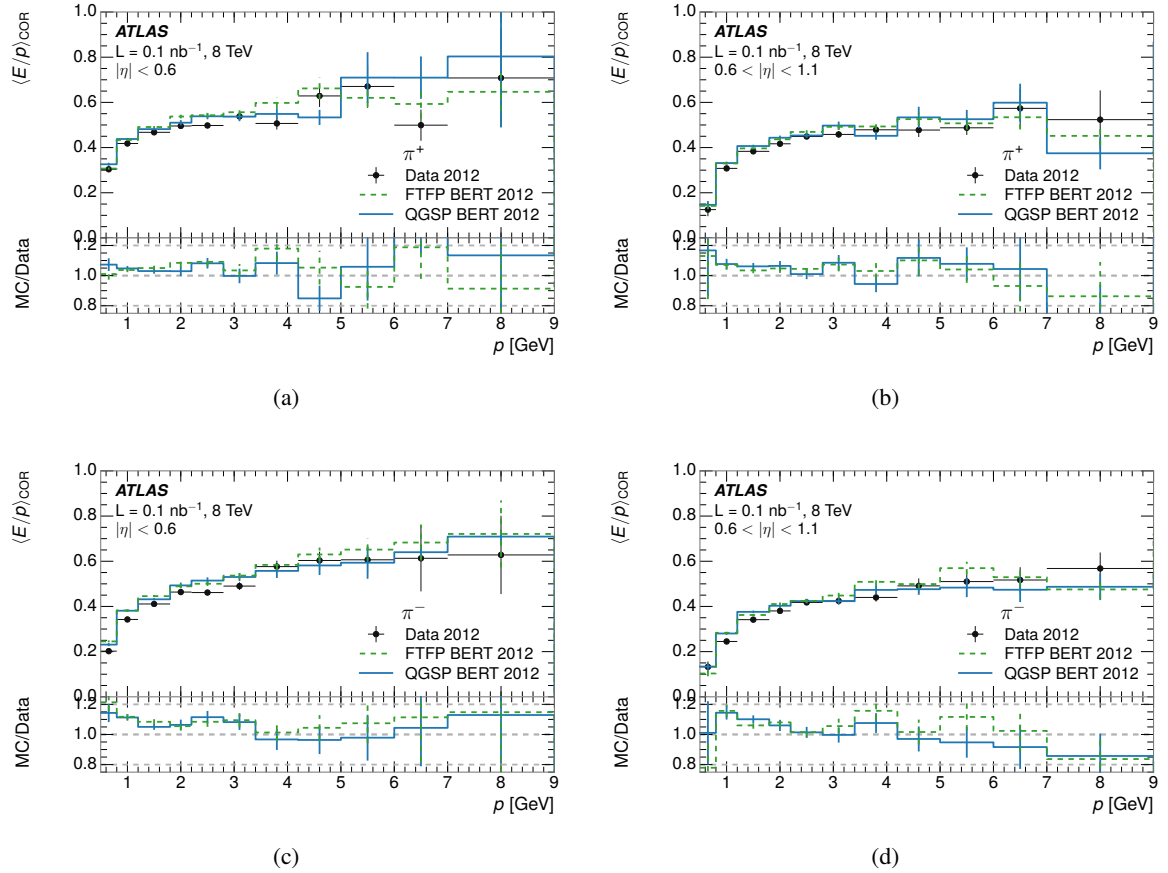 ⟨E/p⟩COR
1.0
0.8
0.6
0.4
0.2
0.0
ATLAS
L = 0.1 nb⁻¹, 8 TeV
|η| < 0.6
π⁺
Data 2012
FTFP BERT 2012
QGSP BERT 2012
MC/Data
1.2
1.0
0.8
1 2 3 4 5 6 7 8 9
p [GeV]
(a)
⟨E/p⟩COR
1.0
0.8
0.6
0.4
0.2
0.0
ATLAS
L = 0.1 nb⁻¹, 8 TeV
0.6 < |η| < 1.1
π⁺
Data 2012
FTFP BERT 2012
QGSP BERT 2012
MC/Data
1.2
1.0
0.8
1 2 3 4 5 6 7 8 9
p [GeV]
(b)
⟨E/p⟩COR
1.0
0.8
0.6
0.4
0.2
0.0
ATLAS
L = 0.1 nb⁻¹, 8 TeV
|η| < 0.6
π⁻
Data 2012
FTFP BERT 2012
QGSP BERT 2012
MC/Data
1.2
1.0
0.8
1 2 3 4 5 6 7 8 9
p [GeV]
(c)
⟨E/p⟩COR
1.0
0.8
0.6
0.4
0.2
0.0
ATLAS
L = 0.1 nb⁻¹, 8 TeV
0.6 < |η| < 1.1
π⁻
Data 2012
FTFP BERT 2012
QGSP BERT 2012
MC/Data
1.2
1.0
0.8
1 2 3 4 5 6 7 8 9
p [GeV]
(d)